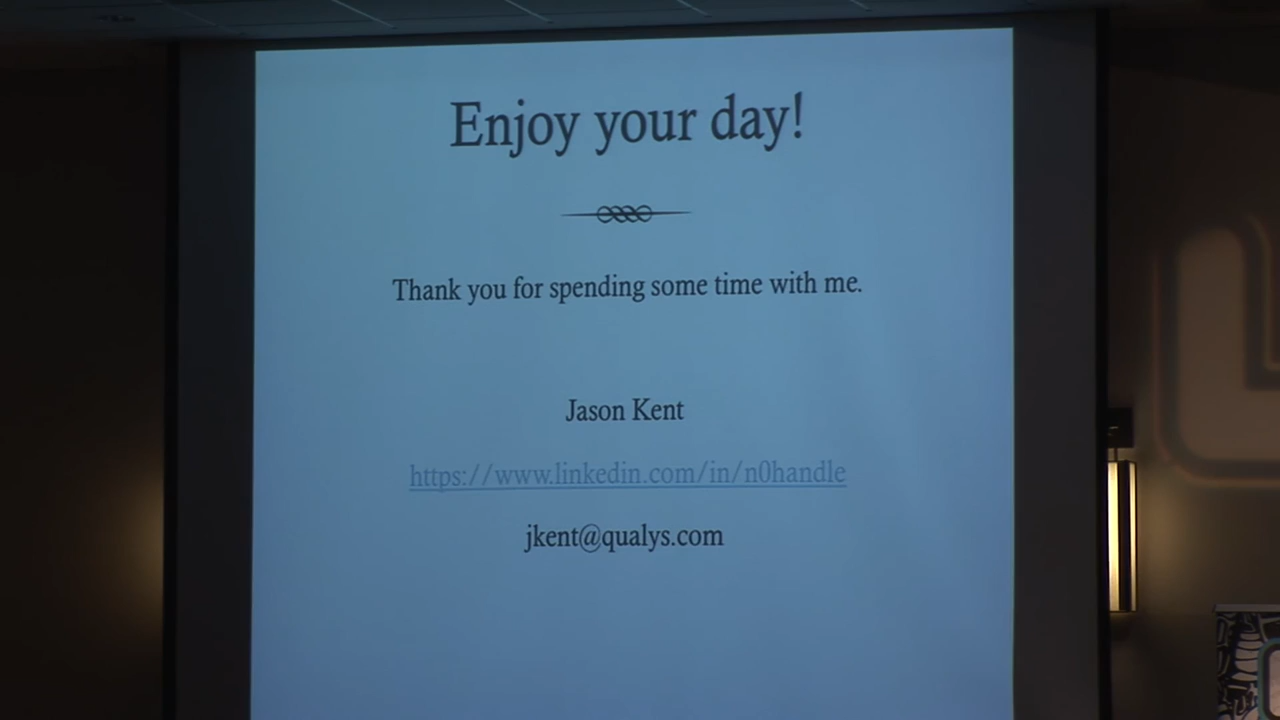 Enjoy your day!
Thank you for spending some time with me.
Jason Kent
https://www.linkedin.com/in/n0handle
jkent@qualys.com